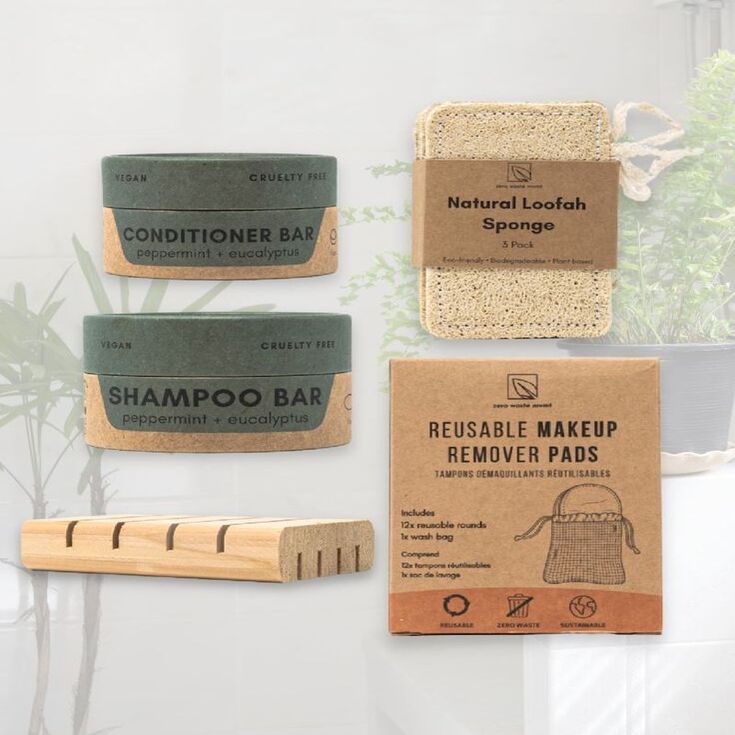 VEGAN CRUELTY FREE
CONDITIONER BAR
peppermint + eucalyptus
VEGAN CRUELTY FREE
SHAMPOO BAR
peppermint + eucalyptus
zero waste mvmt
Natural Loofah
Sponge
3 Pack
Eco-friendly • Biodegradable • Plant based
zero waste mvmt
REUSABLE MAKEUP
REMOVER PADS
TAMPONS DÉMAQUILLANTS RÉUTILISABLES
Includes
12x reusable rounds
1x wash bag
Comprend
12x tampons réutilisables
1x sac de lavage
REUSABLE ZERO WASTE SUSTAINABLE